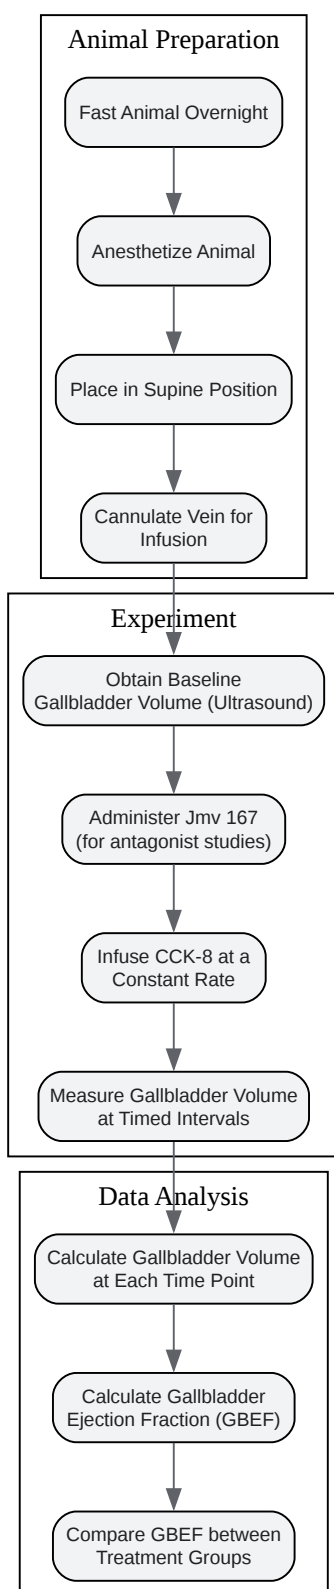 Animal Preparation
Fast Animal Overnight
Anesthetize Animal
Place in Supine Position
Cannulate Vein for
Infusion
Experiment
Obtain Baseline
Gallbladder Volume (Ultrasound)
Administer Jmv 167
(for antagonist studies)
Infuse CCK-8 at a
Constant Rate
Measure Gallbladder Volume
at Timed Intervals
Data Analysis
Calculate Gallbladder Volume
at Each Time Point
Calculate Gallbladder
Ejection Fraction (GBEF)
Compare GBEF between
Treatment Groups